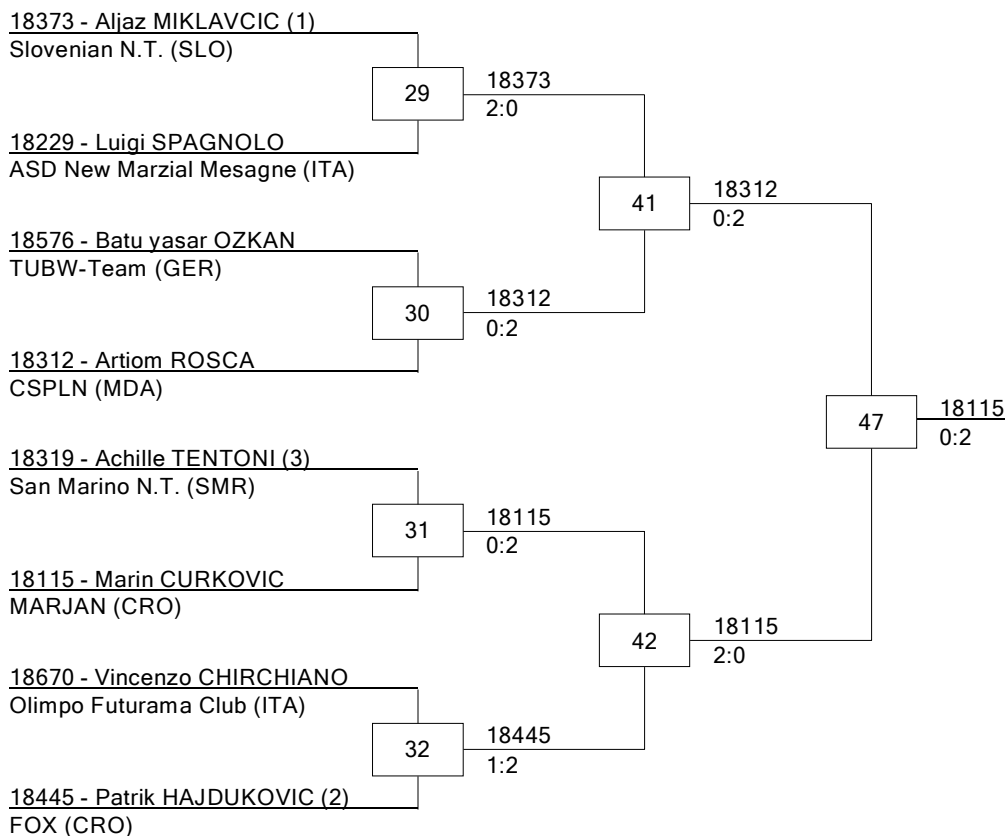 18373 - Aljaz MIKLAVCIC (1)
Slovenian N.T. (SLO)
29
18373
2:0
18229 - Luigi SPAGNOLO
ASD New Marzial Mesagne (ITA)
41
18312
0:2
18576 - Batu yasar OZKAN
TUBW-Team (GER)
30
18312
0:2
18312 - Artiom ROSCA
CSPLN (MDA)
47
18115
0:2
18319 - Achille TENTONI (3)
San Marino N.T. (SMR)
31
18115
0:2
18115 - Marin CURKOVIC
MARJAN (CRO)
42
18115
2:0
18670 - Vincenzo CHIRCHIANO
Olimpo Futurama Club (ITA)
32
18445
1:2
18445 - Patrik HAJDUKOVIC (2)
FOX (CRO)